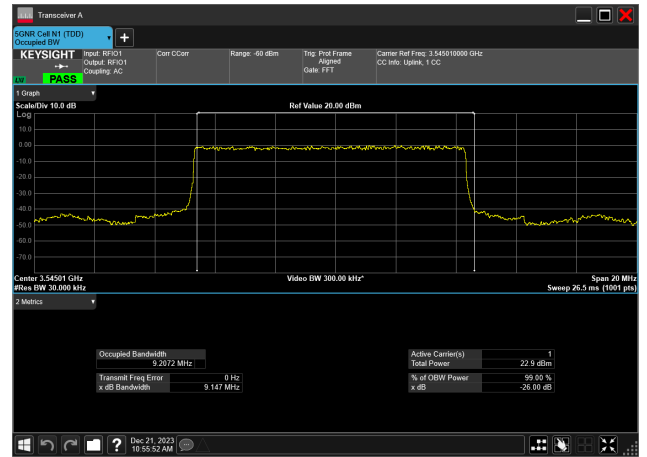 Transceiver A
5GNR Cell N1 (TDD)
Occupied BW
KEYSIGHT
LXI
PASS
Input: RFIO1
Output: RFIO1
Coupling: AC
Corr CCorr
Range: -60 dBm
Trig: Prot Frame
Aligned
Gate: FFT
Carrier Ref Freq: 3.545010000 GHz
CC Info: Uplink, 1 CC
1 Graph
Scale/Div 10.0 dB
Ref Value 20.00 dBm
Log
10.0
0.00
-10.0
-20.0
-30.0
-40.0
-50.0
-60.0
-70.0
Center 3.54501 GHz
Video BW 300.00 kHz*
Span 20 MHz
#Res BW 30.000 kHz
Sweep 26.5 ms (1001 pts)
2 Metrics
Occupied Bandwidth
9.2072 MHz
Transmit Freq Error 0 Hz
x dB Bandwidth 9.147 MHz
Active Carrier(s) 1
Total Power 22.9 dBm
% of OBW Power 99.00 %
x dB -26.00 dB
?
Dec 21, 2023
10:55:52 AM